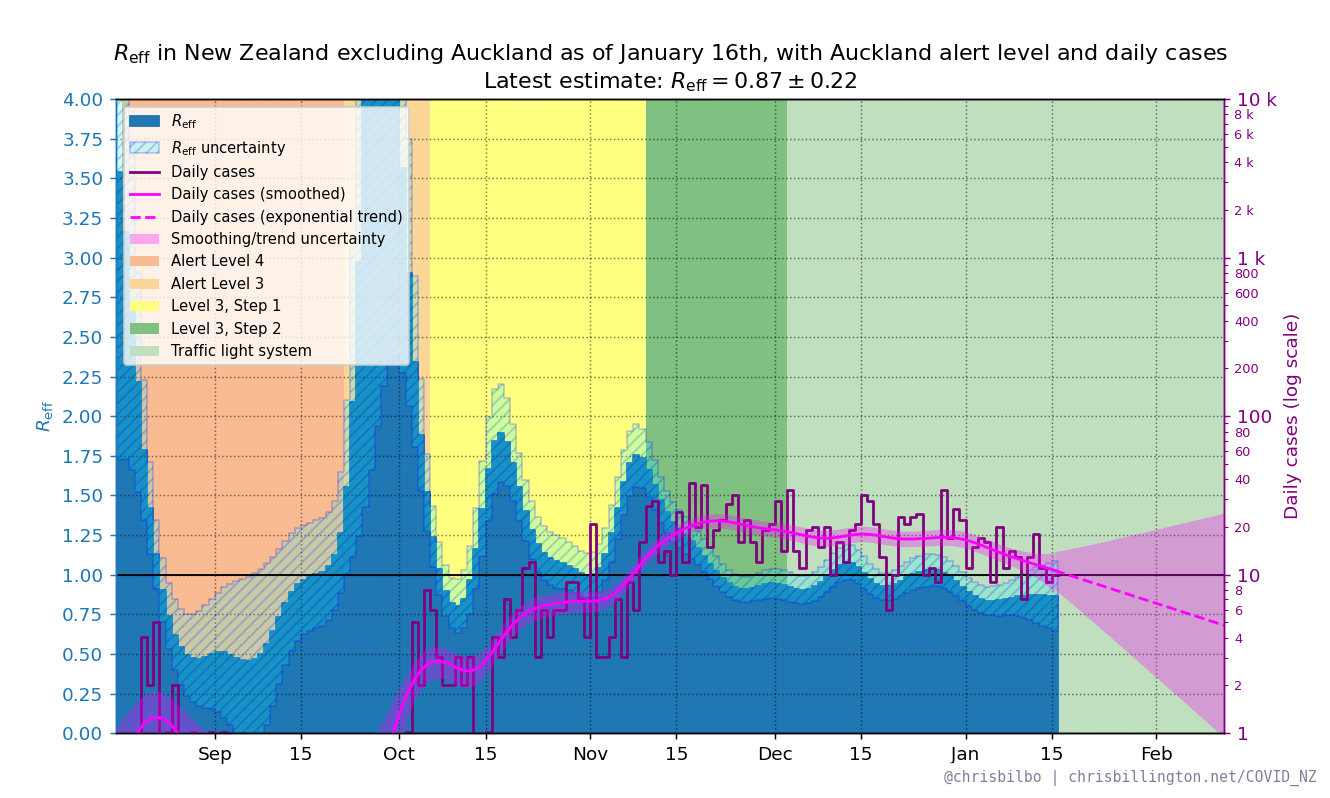 R_eff in New Zealand excluding Auckland as of January 16th, with Auckland alert level and daily cases
Latest estimate: R_eff = 0.87 ± 0.22
4.00
3.75
3.50
3.25
3.00
2.75
2.50
2.25
2.00
1.75
1.50
1.25
1.00
0.75
0.50
0.25
0.00
R_eff
R_eff
R_eff uncertainty
Daily cases
Daily cases (smoothed)
Daily cases (exponential trend)
Smoothing/trend uncertainty
Alert Level 4
Alert Level 3
Level 3, Step 1
Level 3, Step 2
Traffic light system
10 k
8 k
6 k
4 k
2 k
1 k
800
600
400
200
100
80
60
40
20
10
8
6
4
2
1
Daily cases (log scale)
Sep 15 Oct 15 Nov 15 Dec 15 Jan 15 Feb
@chrisbilbo | chrisbillington.net/COVID_NZ